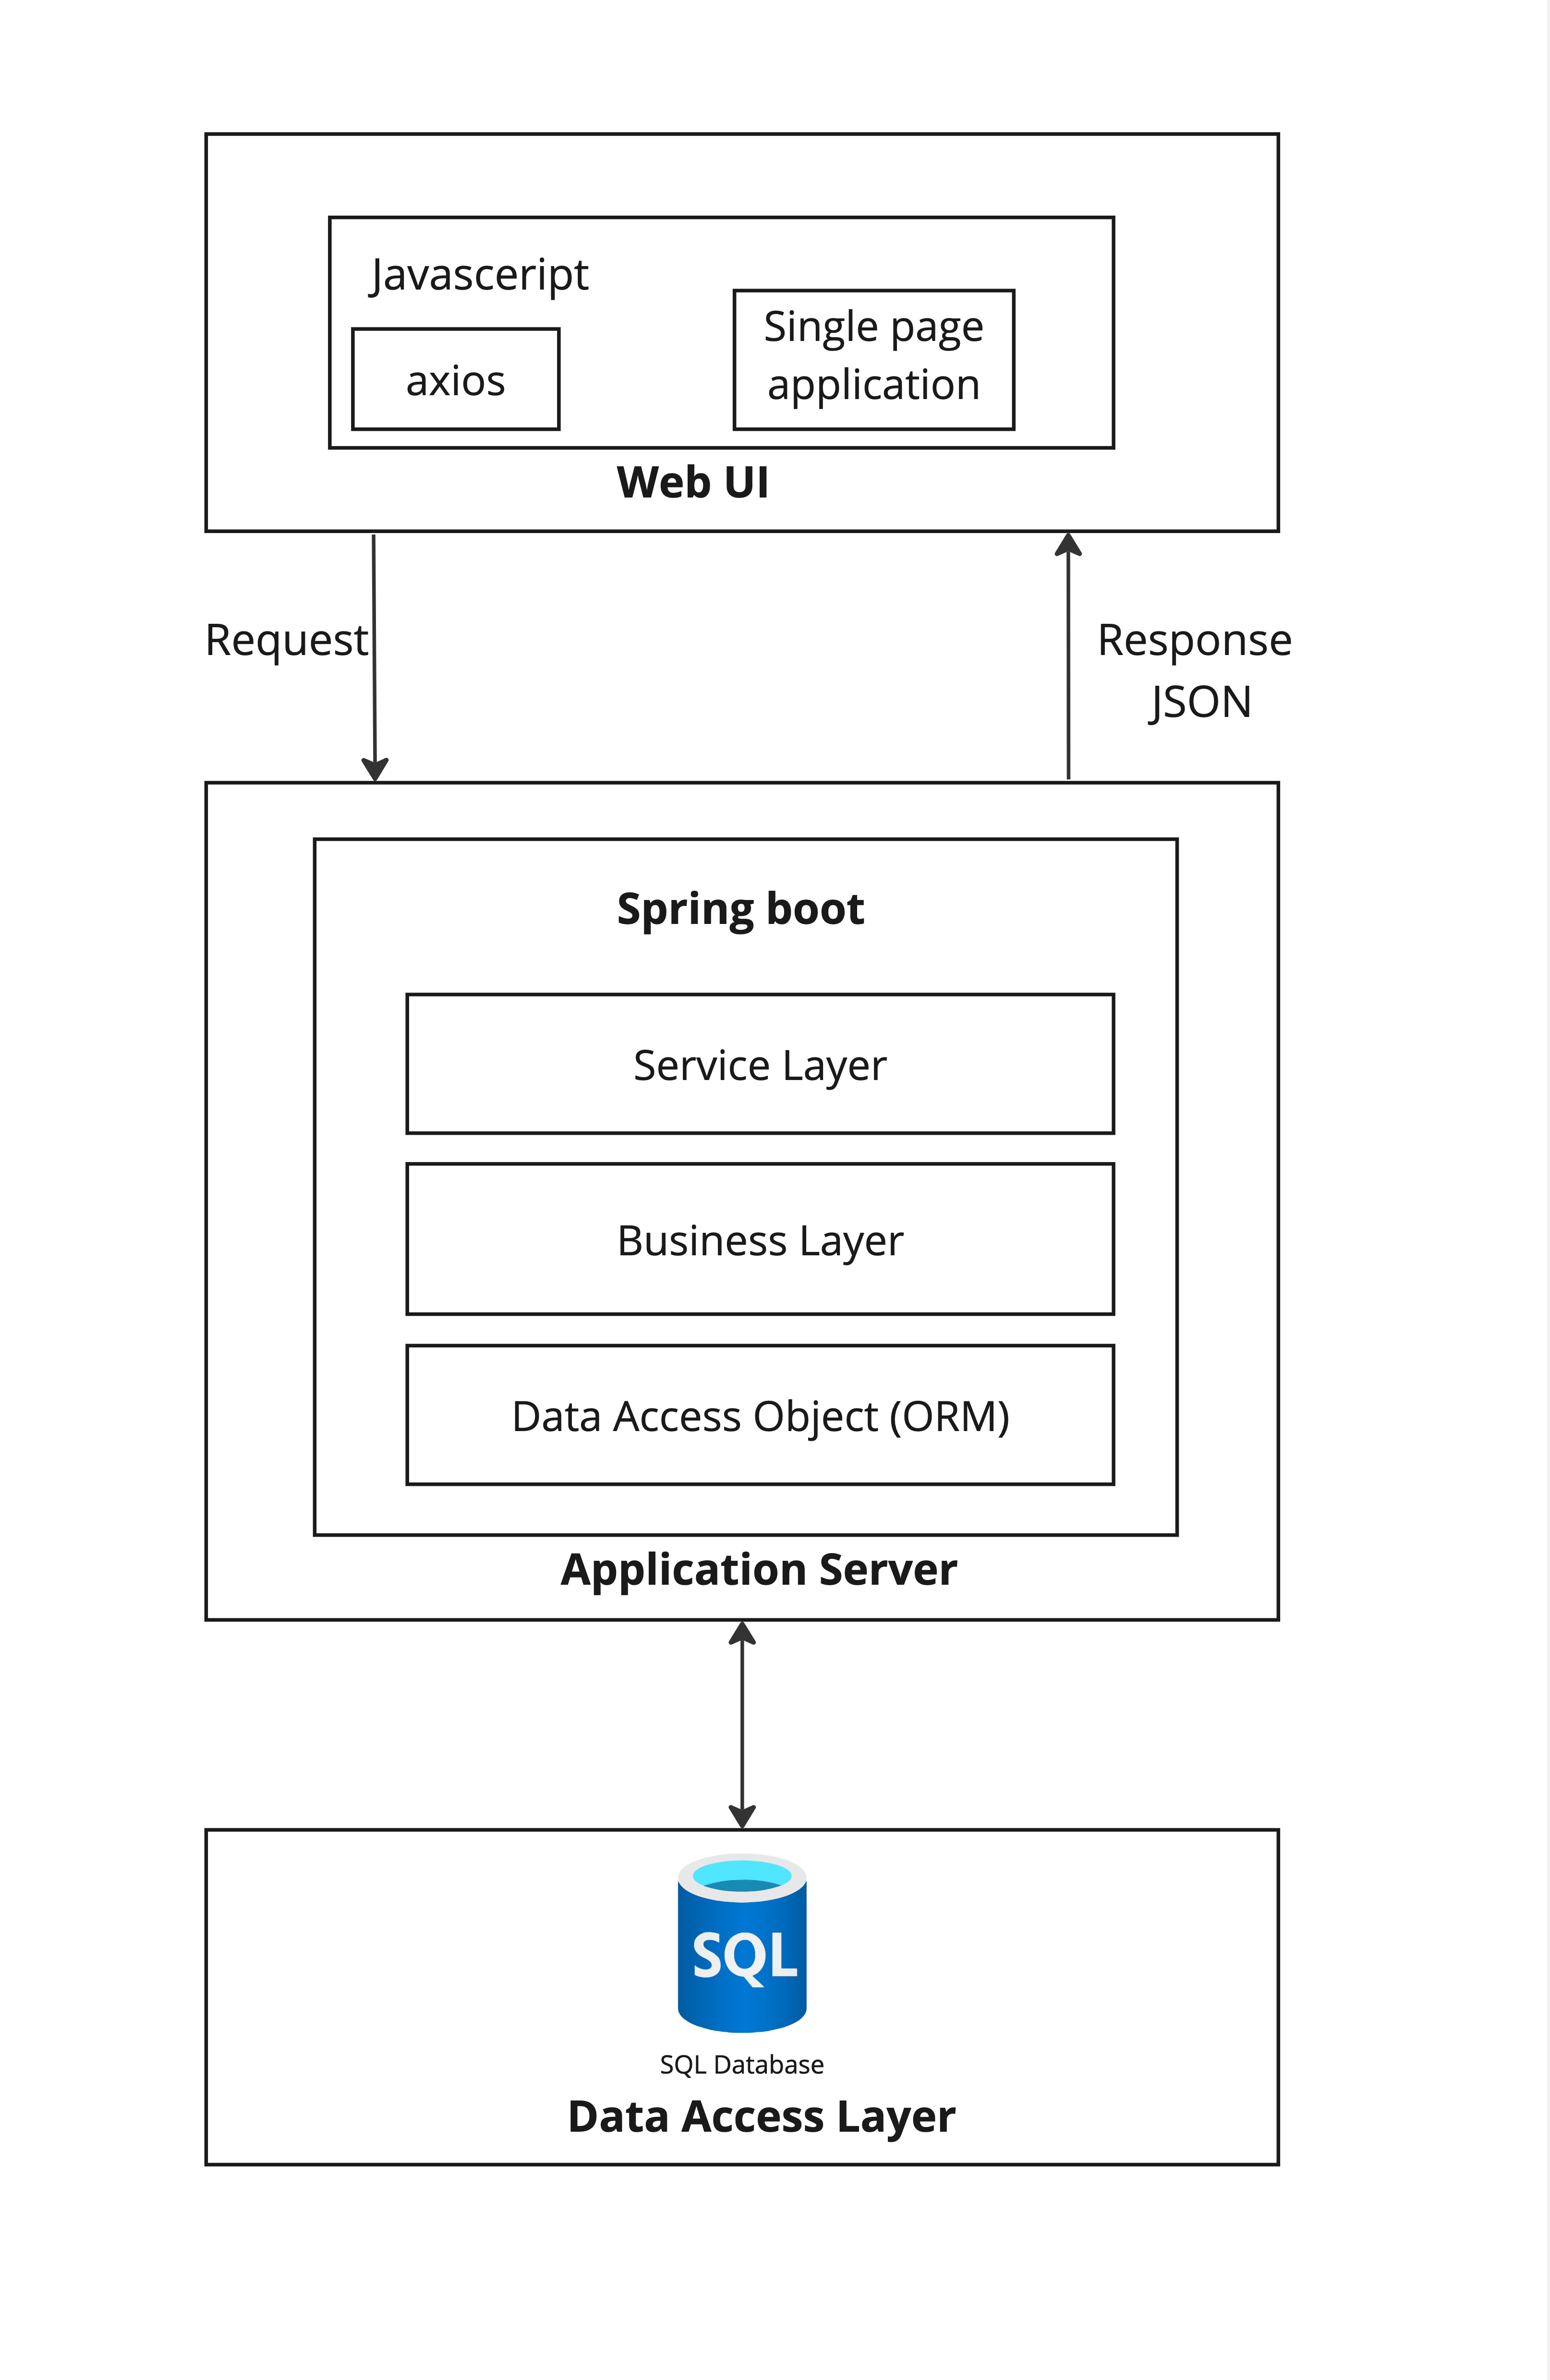 Javasceript
axios
Single page
application
Web UI
Request
Response
JSON
Spring boot
Service Layer
Business Layer
Data Access Object (ORM)
Application Server
SQL
SQL Database
Data Access Layer